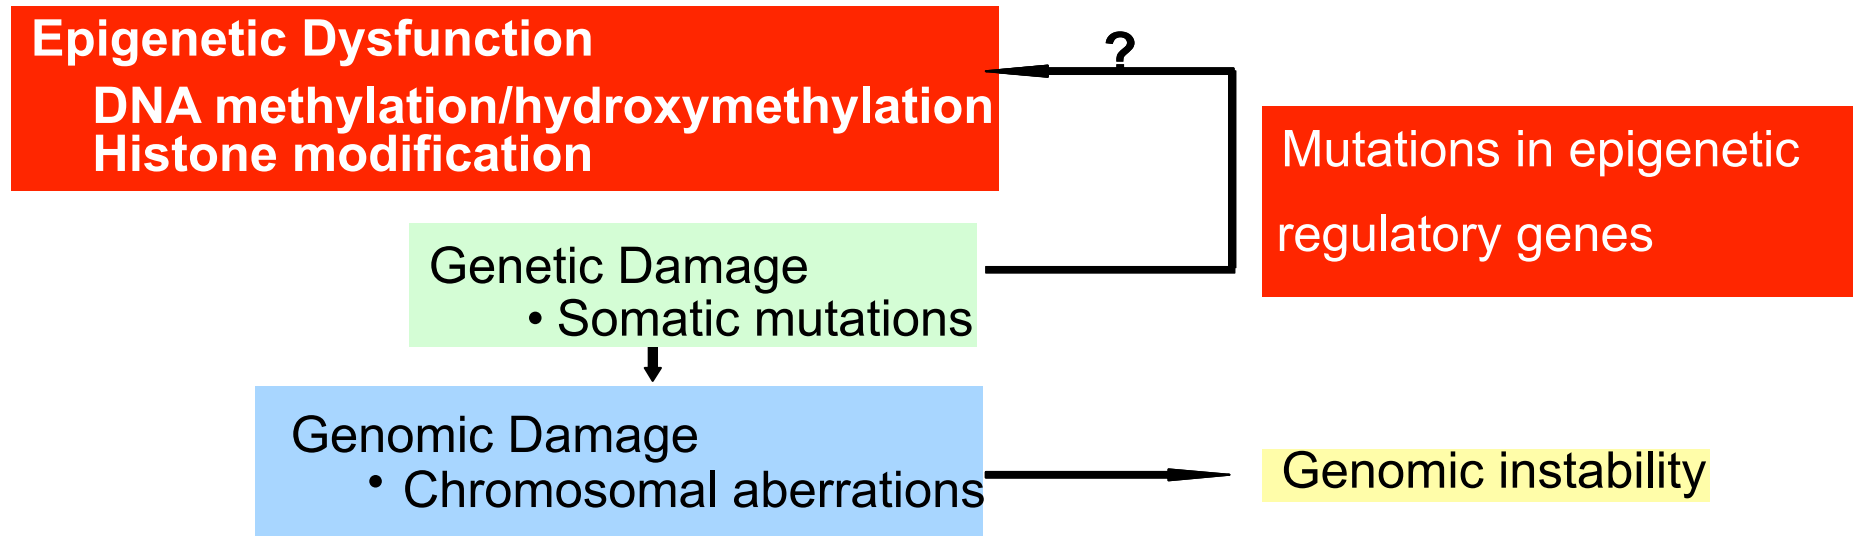 Epigenetic Dysfunction
DNA methylation/hydroxymethylation
Histone modification
?
Mutations in epigenetic
regulatory genes
Genetic Damage
• Somatic mutations
Genomic Damage
• Chromosomal aberrations
Genomic instability